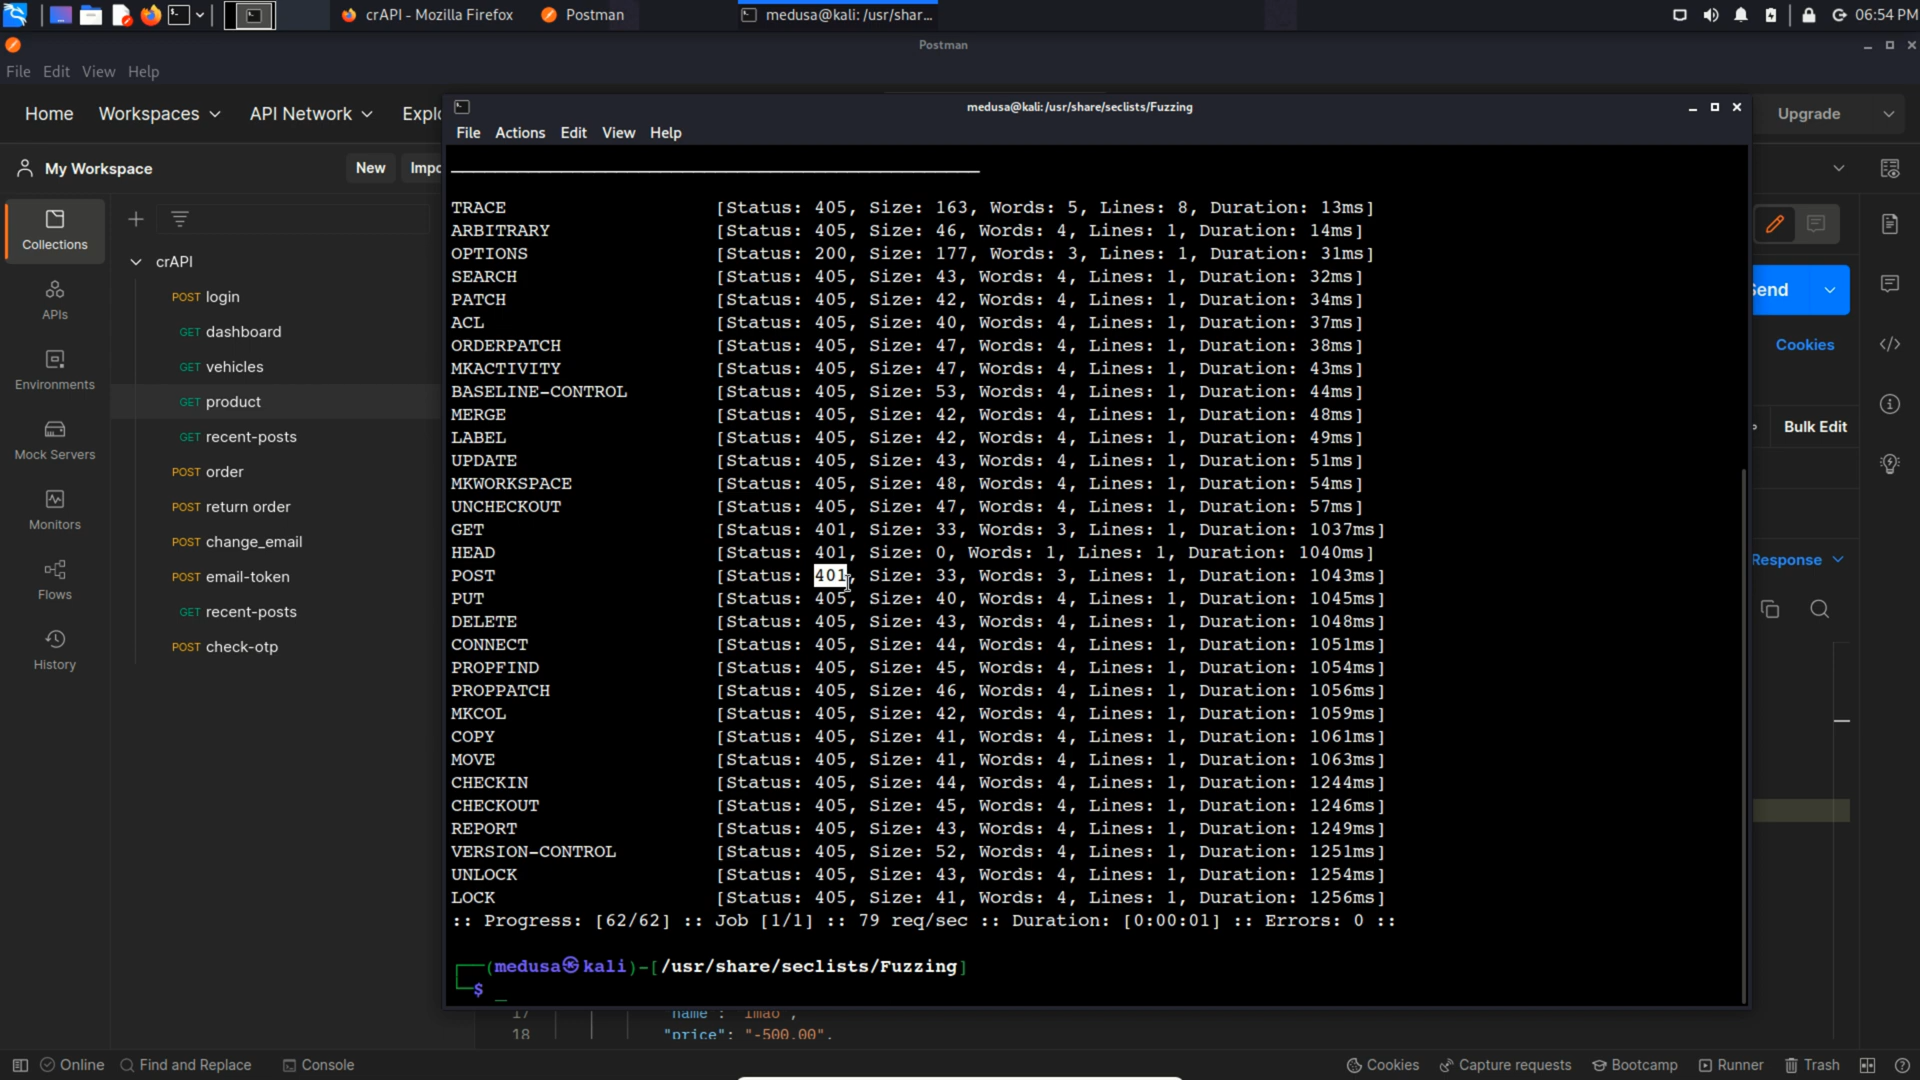 crAPI - Mozilla Firefox
Postman
medusa@kali: /usr/shar...
06:54 PM
Postman
File Edit View Help
Home Workspaces API Network Explo
Upgrade
medusa@kali: /usr/share/seclists/Fuzzing
File Actions Edit View Help
My Workspace
New Impo
Collections
APIs
Environments
Mock Servers
Monitors
Flows
History
crAPI
POST login
GET dashboard
GET vehicles
GET product
GET recent-posts
POST order
POST return order
POST change_email
POST email-token
GET recent-posts
POST check-otp
TRACE [Status: 405, Size: 163, Words: 5, Lines: 8, Duration: 13ms]
ARBITRARY [Status: 405, Size: 46, Words: 4, Lines: 1, Duration: 14ms]
OPTIONS [Status: 200, Size: 177, Words: 3, Lines: 1, Duration: 31ms]
SEARCH [Status: 405, Size: 43, Words: 4, Lines: 1, Duration: 32ms]
PATCH [Status: 405, Size: 42, Words: 4, Lines: 1, Duration: 34ms]
ACL [Status: 405, Size: 40, Words: 4, Lines: 1, Duration: 37ms]
ORDERPATCH [Status: 405, Size: 47, Words: 4, Lines: 1, Duration: 38ms]
MKACTIVITY [Status: 405, Size: 47, Words: 4, Lines: 1, Duration: 43ms]
BASELINE-CONTROL [Status: 405, Size: 53, Words: 4, Lines: 1, Duration: 44ms]
MERGE [Status: 405, Size: 42, Words: 4, Lines: 1, Duration: 48ms]
LABEL [Status: 405, Size: 42, Words: 4, Lines: 1, Duration: 49ms]
UPDATE [Status: 405, Size: 43, Words: 4, Lines: 1, Duration: 51ms]
MKWORKSPACE [Status: 405, Size: 48, Words: 4, Lines: 1, Duration: 54ms]
UNCHECKOUT [Status: 405, Size: 47, Words: 4, Lines: 1, Duration: 57ms]
GET [Status: 401, Size: 33, Words: 3, Lines: 1, Duration: 1037ms]
HEAD [Status: 401, Size: 0, Words: 1, Lines: 1, Duration: 1040ms]
POST [Status: 401, Size: 33, Words: 3, Lines: 1, Duration: 1043ms]
PUT [Status: 405, Size: 40, Words: 4, Lines: 1, Duration: 1045ms]
DELETE [Status: 405, Size: 43, Words: 4, Lines: 1, Duration: 1048ms]
CONNECT [Status: 405, Size: 44, Words: 4, Lines: 1, Duration: 1051ms]
PROPFIND [Status: 405, Size: 45, Words: 4, Lines: 1, Duration: 1054ms]
PROPPATCH [Status: 405, Size: 46, Words: 4, Lines: 1, Duration: 1056ms]
MKCOL [Status: 405, Size: 42, Words: 4, Lines: 1, Duration: 1059ms]
COPY [Status: 405, Size: 41, Words: 4, Lines: 1, Duration: 1061ms]
MOVE [Status: 405, Size: 41, Words: 4, Lines: 1, Duration: 1063ms]
CHECKIN [Status: 405, Size: 44, Words: 4, Lines: 1, Duration: 1244ms]
CHECKOUT [Status: 405, Size: 45, Words: 4, Lines: 1, Duration: 1246ms]
REPORT [Status: 405, Size: 43, Words: 4, Lines: 1, Duration: 1249ms]
VERSION-CONTROL [Status: 405, Size: 52, Words: 4, Lines: 1, Duration: 1251ms]
UNLOCK [Status: 405, Size: 43, Words: 4, Lines: 1, Duration: 1254ms]
LOCK [Status: 405, Size: 41, Words: 4, Lines: 1, Duration: 1256ms]
:: Progress: [62/62] :: Job [1/1] :: 79 req/sec :: Duration: [0:00:01] :: Errors: 0 ::
(medusa㉿kali)-[/usr/share/seclists/Fuzzing]
$ _
Send
Cookies
Bulk Edit
Response
17 "name": "lmao",
18 "price": "-500.00",
Online Find and Replace Console
Cookies Capture requests Bootcamp Runner Trash